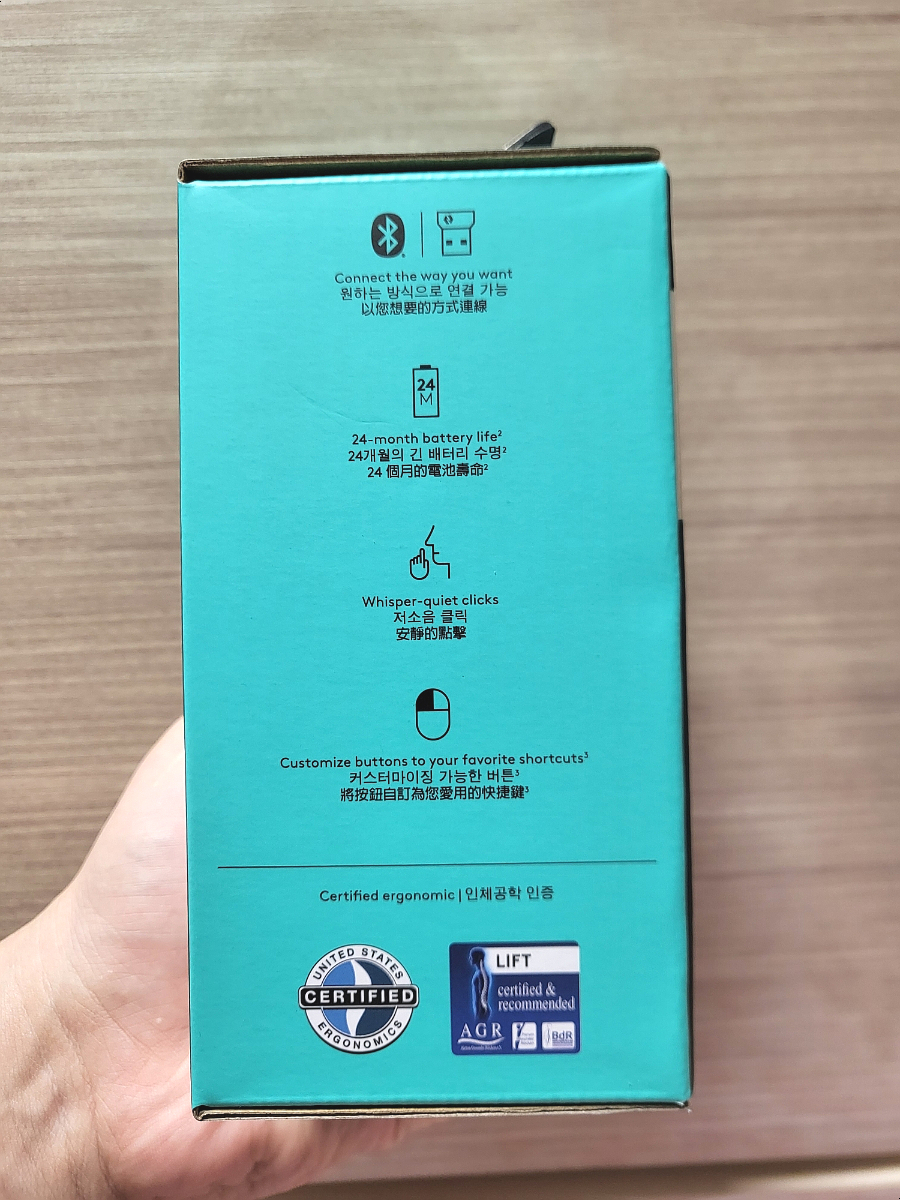 Connect the way you want
원하는 방식으로 연결 가능
以您想要的方式連線
24
M
24-month battery life²
24개월의 긴 배터리 수명²
24 個月的電池壽命²
Whisper-quiet clicks
저소음 클릭
安靜的點擊
Customize buttons to your favorite shortcuts³
커스터마이징 가능한 버튼³
將按鈕自訂為您愛用的快捷鍵³
Certified ergonomic | 인체공학 인증
UNITED STATES
CERTIFIED
ERGONOMICS
LIFT
certified &
recommended
AGR
BdR